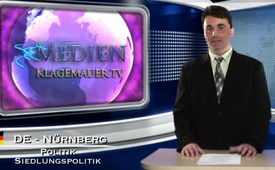 MEDIEN
KLAGEMAUER.TV
DE - NÜRNBERG
POLITIK
SIEDLUNGSPOLITIK